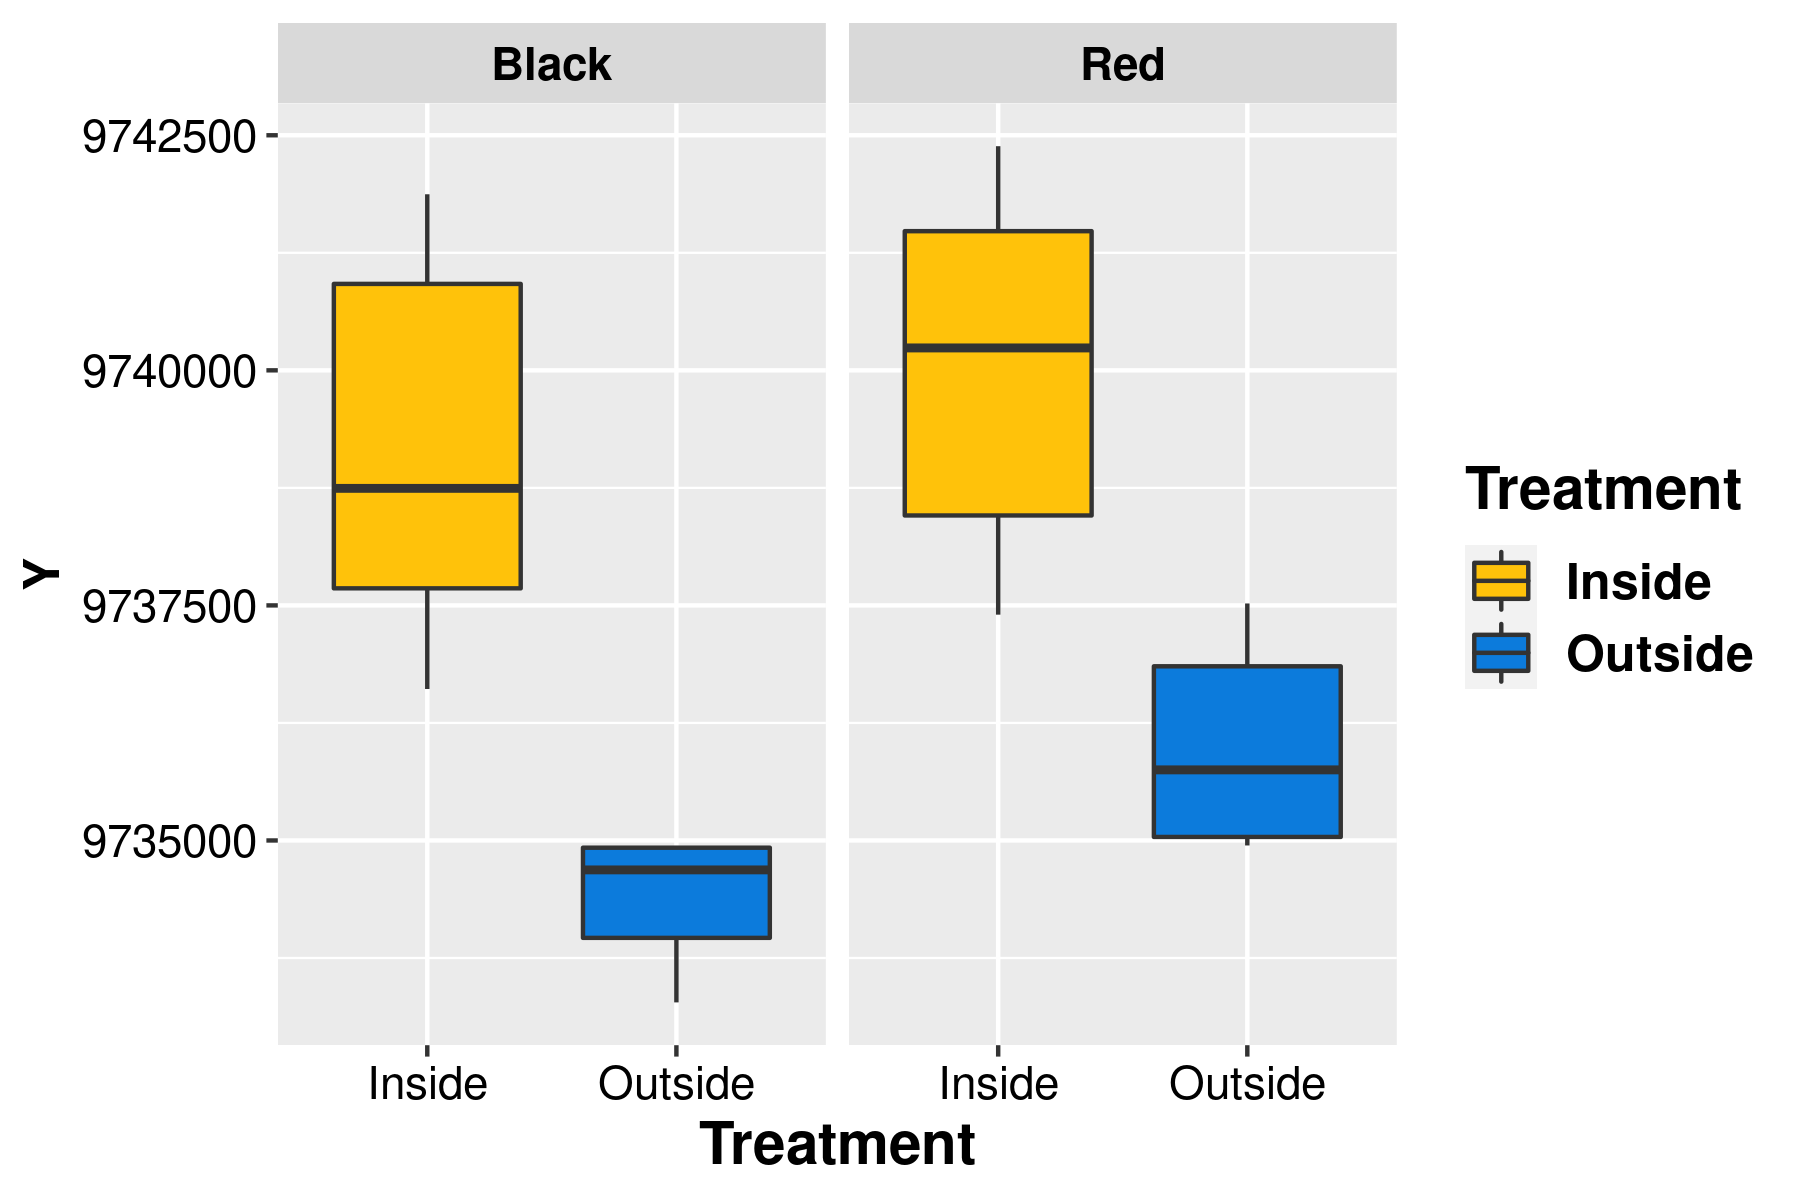 Black Red
9742500
9740000
9737500
9735000
Y
Inside Outside Inside Outside
Treatment
Treatment
Inside
Outside